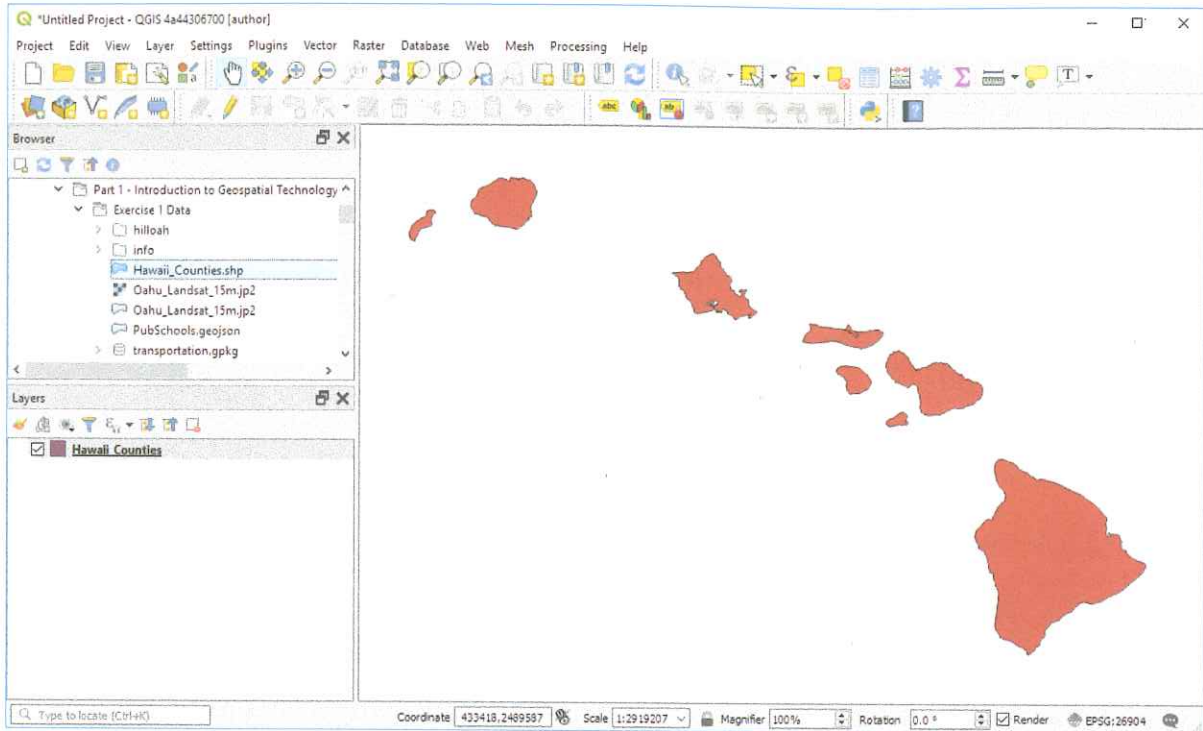 *Untitled Project - QGIS 4a44306700 [author]
Project Edit View Layer Settings Plugins Vector Raster Database Web Mesh Processing Help
Browser
Part 1 - Introduction to Geospatial Technology
Exercise 1 Data
hilloah
info
Hawaii_Counties.shp
Oahu_Landsat_15m.jp2
Oahu_Landsat_15m.jp2
PubSchools.geojson
transportation.gpkg
Layers
Hawaii Counties
Type to locate (Ctrl+K) Coordinate 433418,2489587 Scale 1:2919207 Magnifier 100% Rotation 0.0 ° Render EPSG:26904